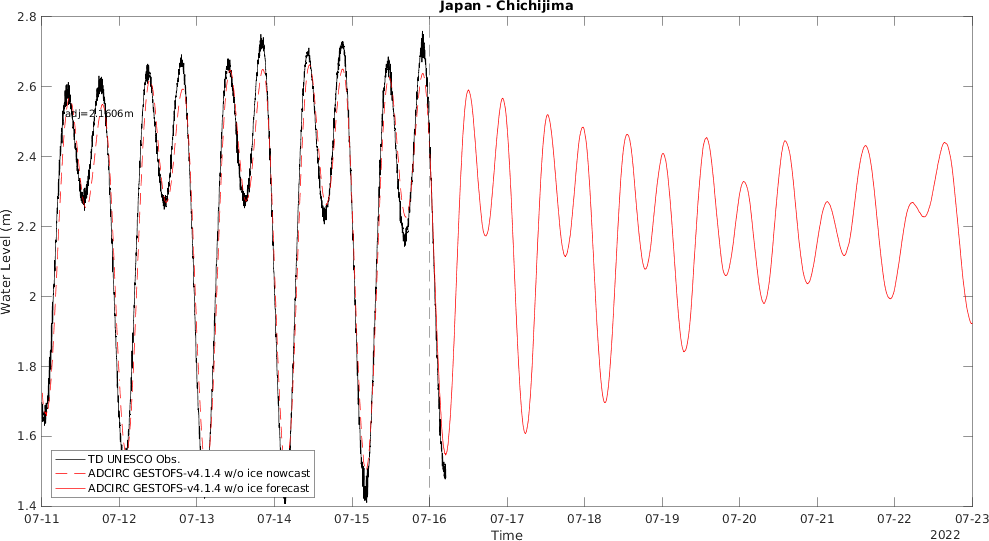 Japan - Chichijima
2.8
2.6
2.4
2.2
2
1.8
1.6
1.4
Water Level (m)
adj=2.1606m
TD UNESCO Obs.
ADCIRC GESTOFS-v4.1.4 w/o ice nowcast
ADCIRC GESTOFS-v4.1.4 w/o ice forecast
07-11 07-12 07-13 07-14 07-15 07-16 07-17 07-18 07-19 07-20 07-21 07-22 07-23
Time
2022